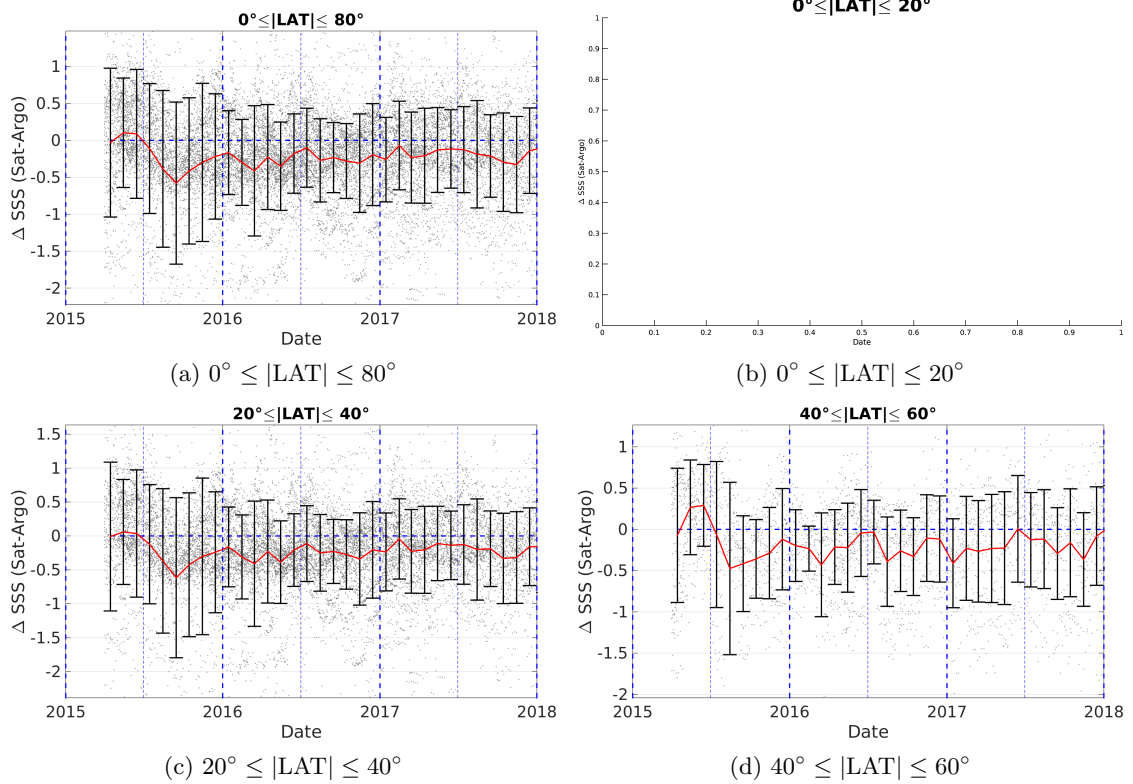 0°≤|LAT|≤ 80°
Δ SSS (Sat-Argo)
1
0.5
0
-0.5
-1
-1.5
-2
2015 2016 2017 2018
Date
(a) 0° ≤ |LAT| ≤ 80°
0°≤|LAT|≤ 20°
Δ SSS (Sat-Argo)
1
0.9
0.8
0.7
0.6
0.5
0.4
0.3
0.2
0.1
0
0 0.1 0.2 0.3 0.4 0.5 0.6 0.7 0.8 0.9 1
Date
(b) 0° ≤ |LAT| ≤ 20°
20°≤|LAT|≤ 40°
Δ SSS (Sat-Argo)
1.5
1
0.5
0
-0.5
-1
-1.5
-2
2015 2016 2017 2018
Date
(c) 20° ≤ |LAT| ≤ 40°
40°≤|LAT|≤ 60°
Δ SSS (Sat-Argo)
1
0.5
0
-0.5
-1
-1.5
-2
2015 2016 2017 2018
Date
(d) 40° ≤ |LAT| ≤ 60°